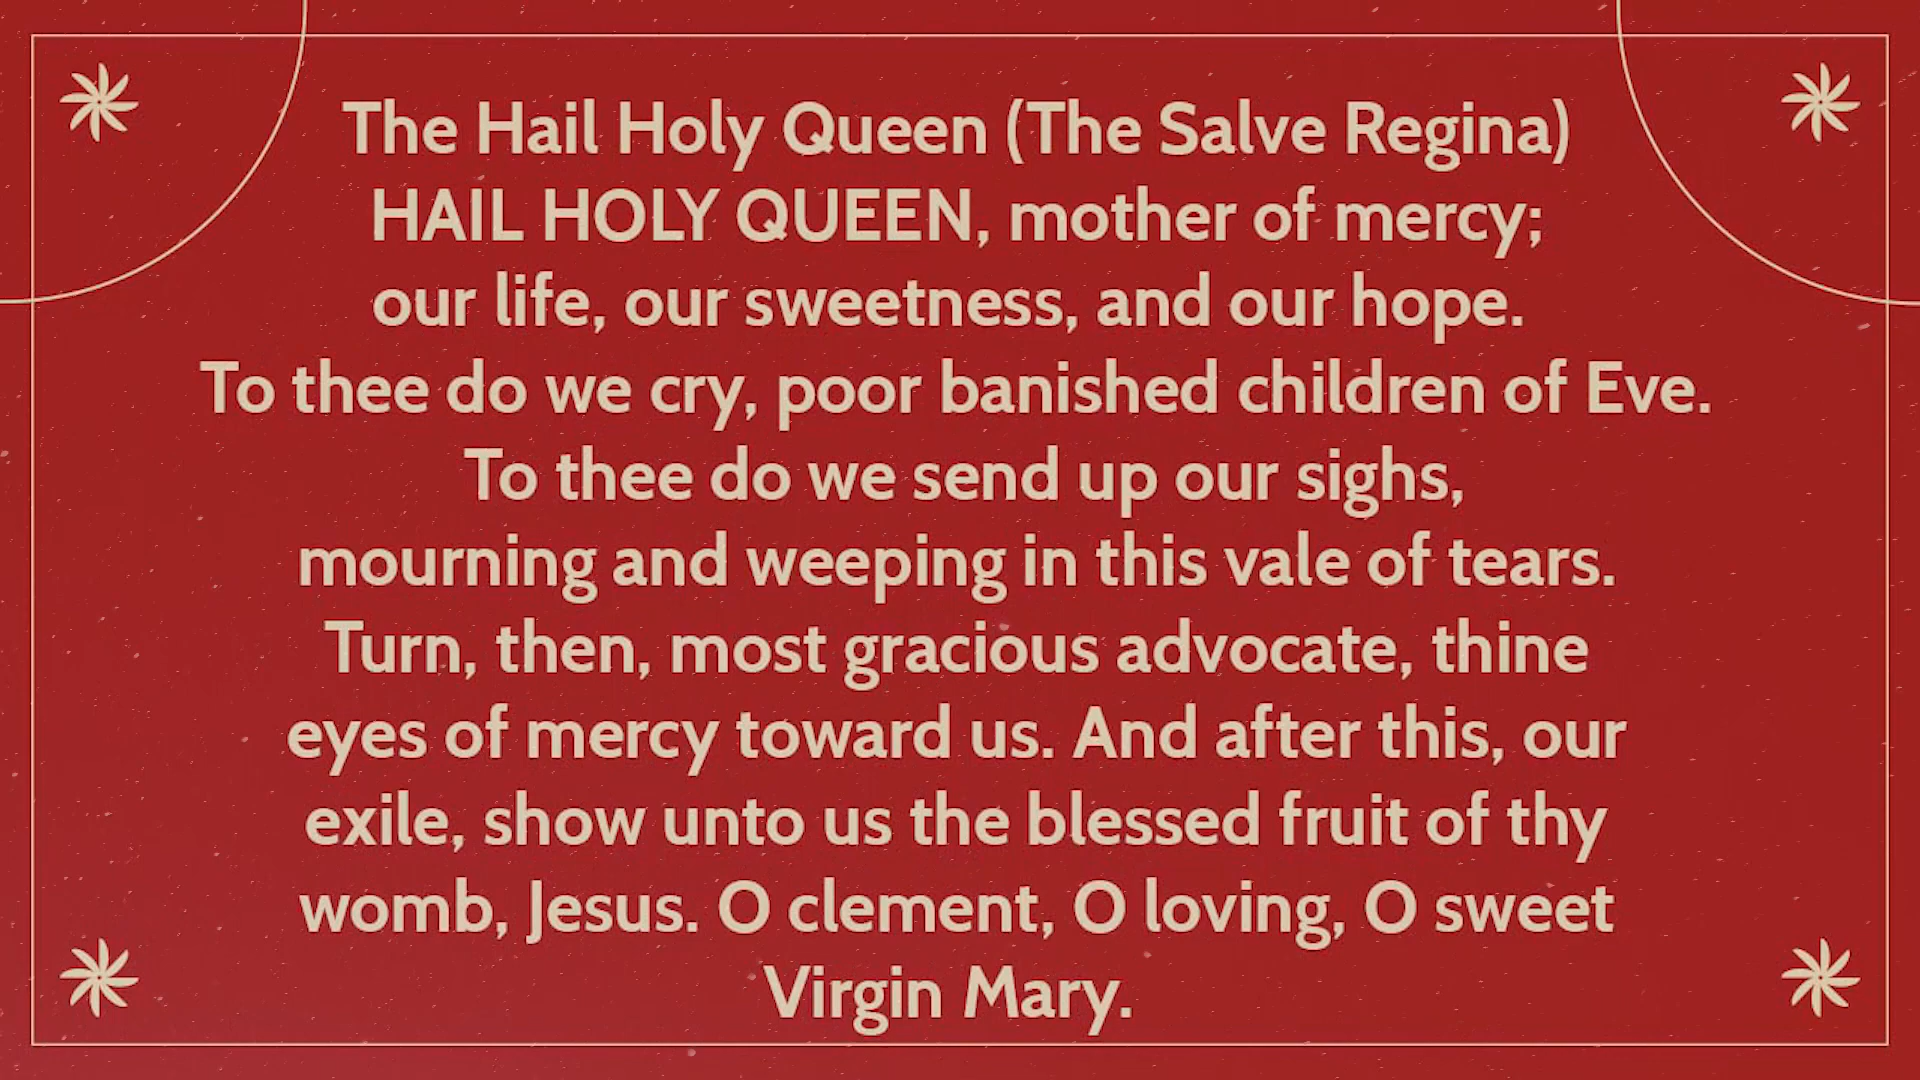 The Hail Holy Queen (The Salve Regina)
HAIL HOLY QUEEN, mother of mercy;
our life, our sweetness, and our hope.
To thee do we cry, poor banished children of Eve.
To thee do we send up our sighs,
mourning and weeping in this vale of tears.
Turn, then, most gracious advocate, thine
eyes of mercy toward us. And after this, our
exile, show unto us the blessed fruit of thy
womb, Jesus. O clement, O loving, O sweet
Virgin Mary.